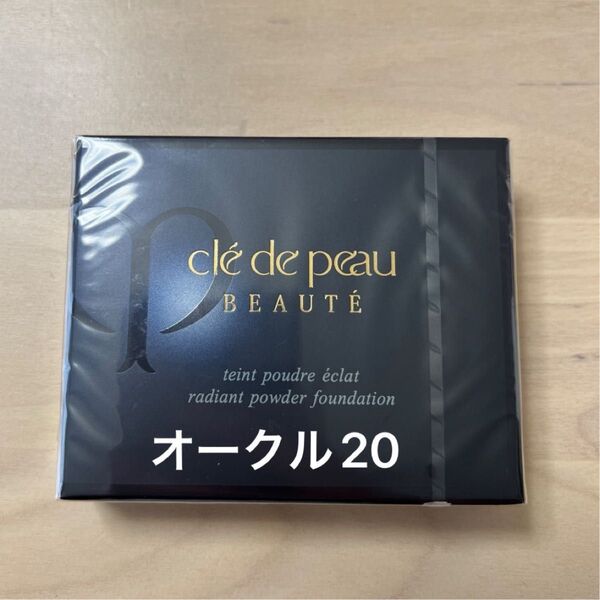 clé de peau
BEAUTÉ
teint poudre éclat
radiant powder foundation
オークル20